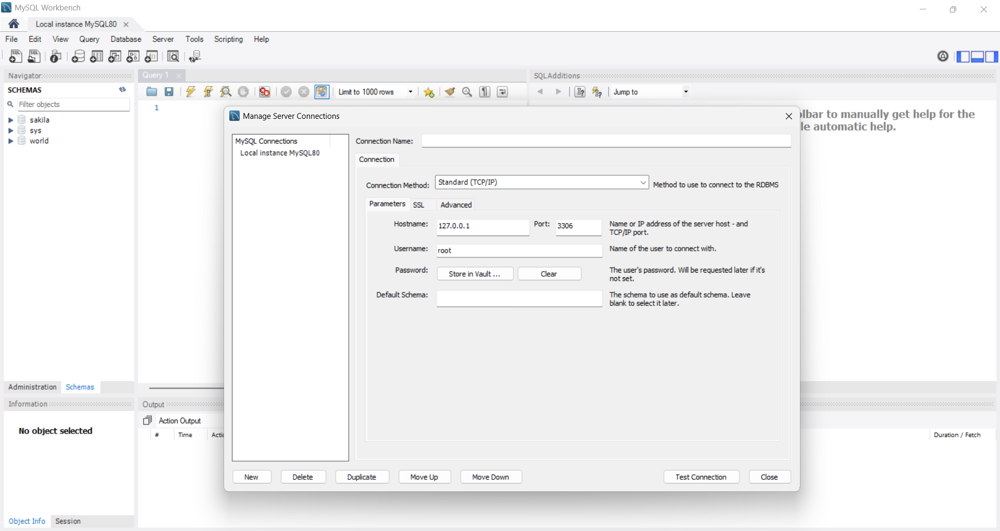 MySQL Workbench
Local instance MySQL80
File Edit View Query Database Server Tools Scripting Help
Navigator
SCHEMAS
Filter objects
sakila
sys
world
Administration Schemas
Information
No object selected
Object Info Session
Query 1
Limit to 1000 rows
1
SQLAdditions
Jump to
lbar to manually get help for the
le automatic help.
Manage Server Connections
MySQL Connections
Local instance MySQL80
Connection Name:
Connection
Connection Method: Standard (TCP/IP) Method to use to connect to the RDBMS
Parameters SSL Advanced
Hostname: 127.0.0.1 Port: 3306 Name or IP address of the server host - and
TCP/IP port.
Username: root Name of the user to connect with.
Password: Store in Vault ... Clear The user's password. Will be requested later if it's
not set.
Default Schema: The schema to use as default schema. Leave
blank to select it later.
New Delete Duplicate Move Up Move Down Test Connection Close
Output
Action Output
# Time Actio Duration / Fetch